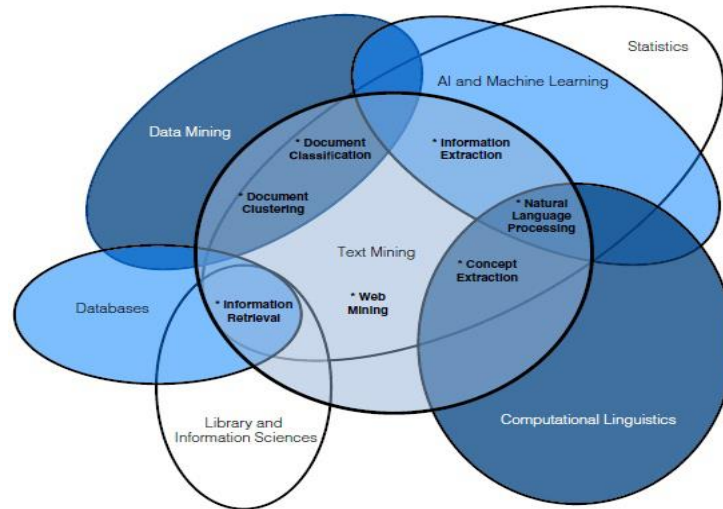 Statistics
AI and Machine Learning
Data Mining
* Document
Classification
* Information
Extraction
* Document
Clustering
* Natural
Language
Processing
Text Mining
* Concept
Extraction
Databases
* Information
Retrieval
* Web
Mining
Library and
Information Sciences
Computational Linguistics